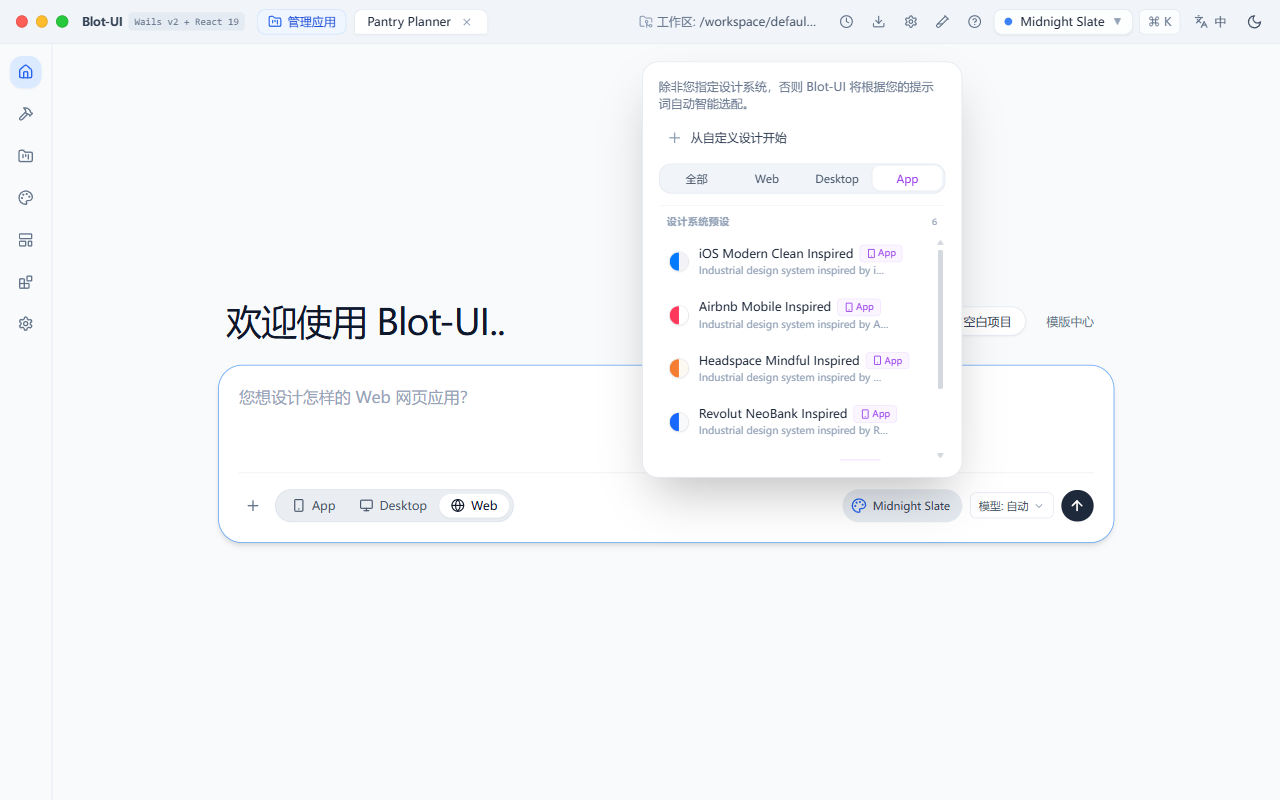 Blot-UI Wails v2 + React 19 管理应用 Pantry Planner 工作区: /workspace/defaul... Midnight Slate ⌘ K 中
除非您指定设计系统，否则 Blot-UI 将根据您的提示
词自动智能选配。
从自定义设计开始
全部 Web Desktop App
设计系统预设 6
iOS Modern Clean Inspired App
Industrial design system inspired by i...
Airbnb Mobile Inspired App
Industrial design system inspired by A...
Headspace Mindful Inspired App
Industrial design system inspired by ...
Revolut NeoBank Inspired App
Industrial design system inspired by R...
欢迎使用 Blot-UI..
空白项目 模版中心
您想设计怎样的 Web 网页应用?
App Desktop Web Midnight Slate 模型: 自动